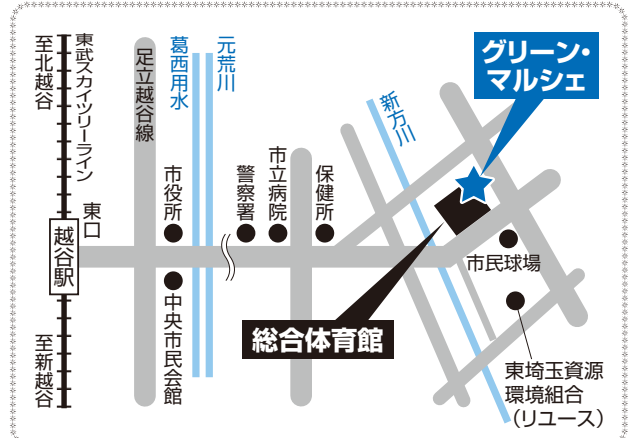 至北越谷
東武スカイツリーライン
東口
越谷駅
至新越谷
足立越谷線
葛西用水
元荒川
市役所
中央市民会館
警察署
市立病院
保健所
新方川
グリーン・
マルシェ
総合体育館
市民球場
東埼玉資源
環境組合
(リユース)